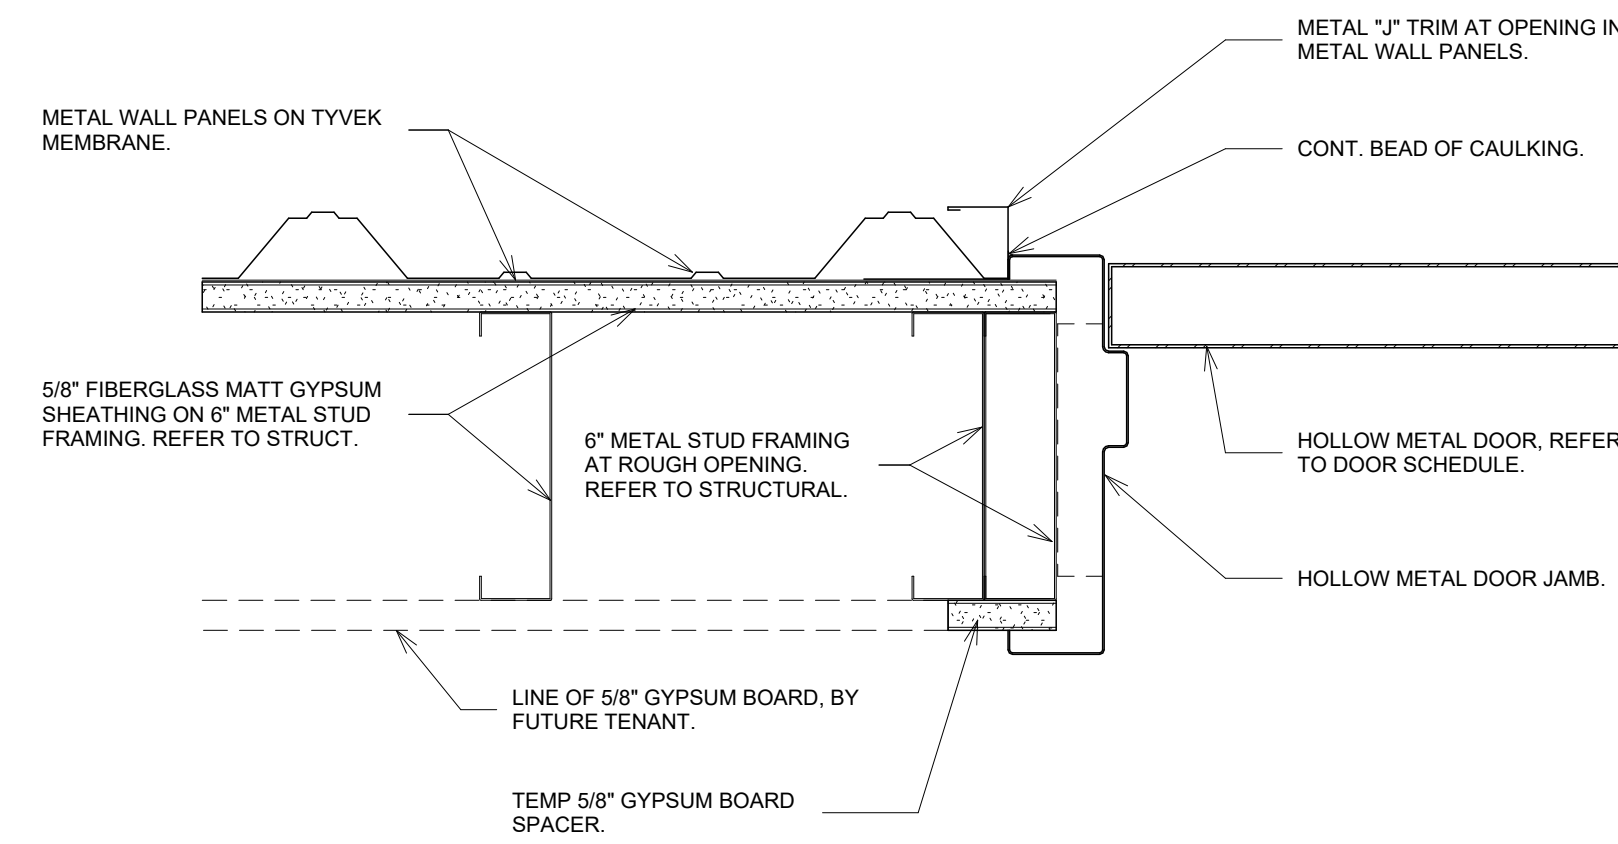 METAL "J" TRIM AT OPENING IN
METAL WALL PANELS.
METAL WALL PANELS ON TYVEK
MEMBRANE.
CONT. BEAD OF CAULKING.
5/8" FIBERGLASS MATT GYPSUM
SHEATHING ON 6" METAL STUD
FRAMING. REFER TO STRUCT.
6" METAL STUD FRAMING
AT ROUGH OPENING.
REFER TO STRUCTURAL.
HOLLOW METAL DOOR, REFER
TO DOOR SCHEDULE.
HOLLOW METAL DOOR JAMB.
LINE OF 5/8" GYPSUM BOARD, BY
FUTURE TENANT.
TEMP 5/8" GYPSUM BOARD
SPACER.